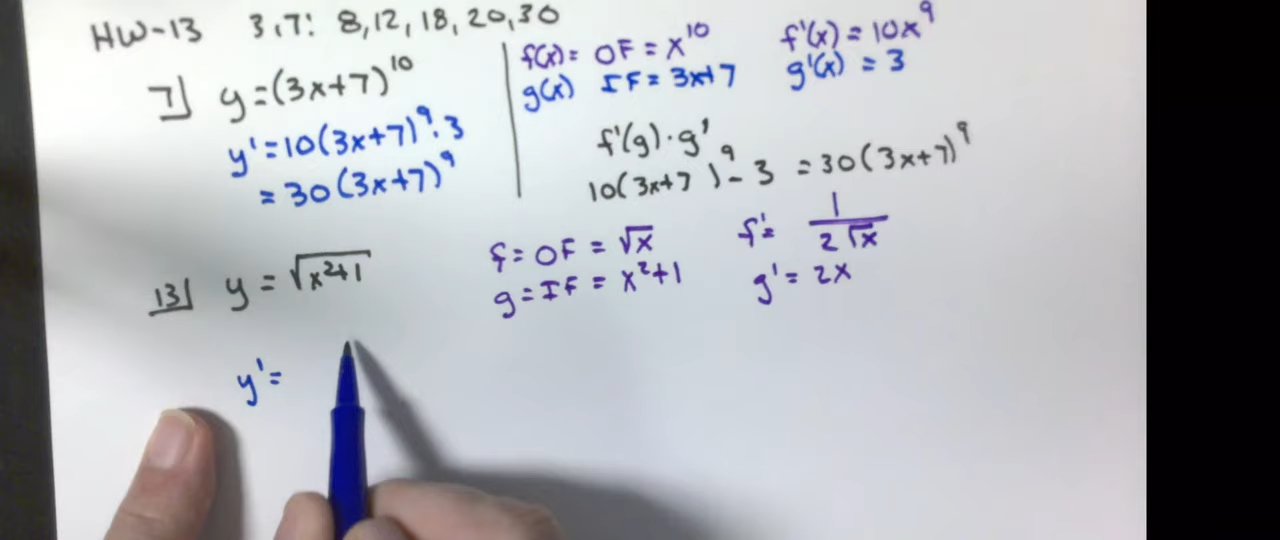 HW-13 3.7: 8, 12, 18, 20, 30
7] y = (3x+7)^10
y' = 10(3x+7)^9 · 3
= 30(3x+7)^9
f(x) = OF = x^10 f'(x) = 10x^9
g(x) IF = 3x+7 g'(x) = 3
f'(g) · g'
10(3x+7)^9 - 3 = 30(3x+7)^9
13] y = √(x²+1)
f = OF = √x f' = 1/(2√x)
g = IF = x²+1 g' = 2x
y' =